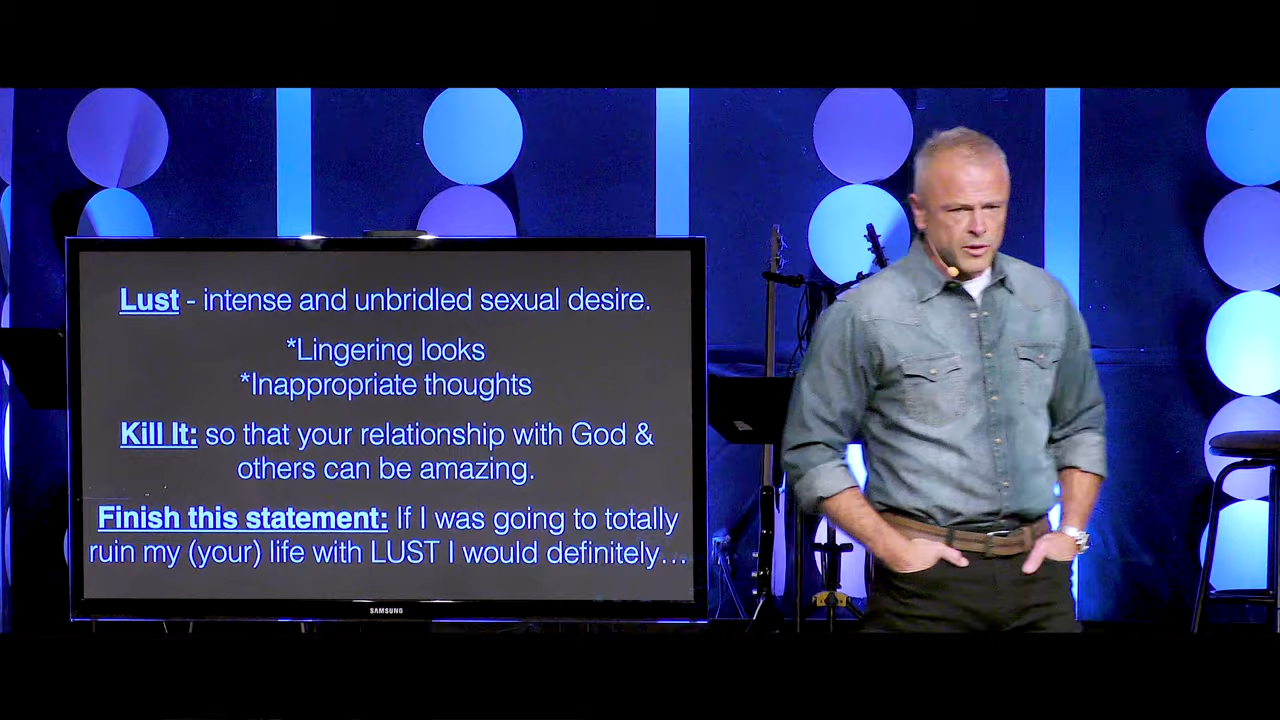 Lust - intense and unbridled sexual desire.
*Lingering looks
*Inappropriate thoughts
Kill It: so that your relationship with God &
others can be amazing.
Finish this statement: If I was going to totally
ruin my (your) life with LUST I would definitely…
SAMSUNG